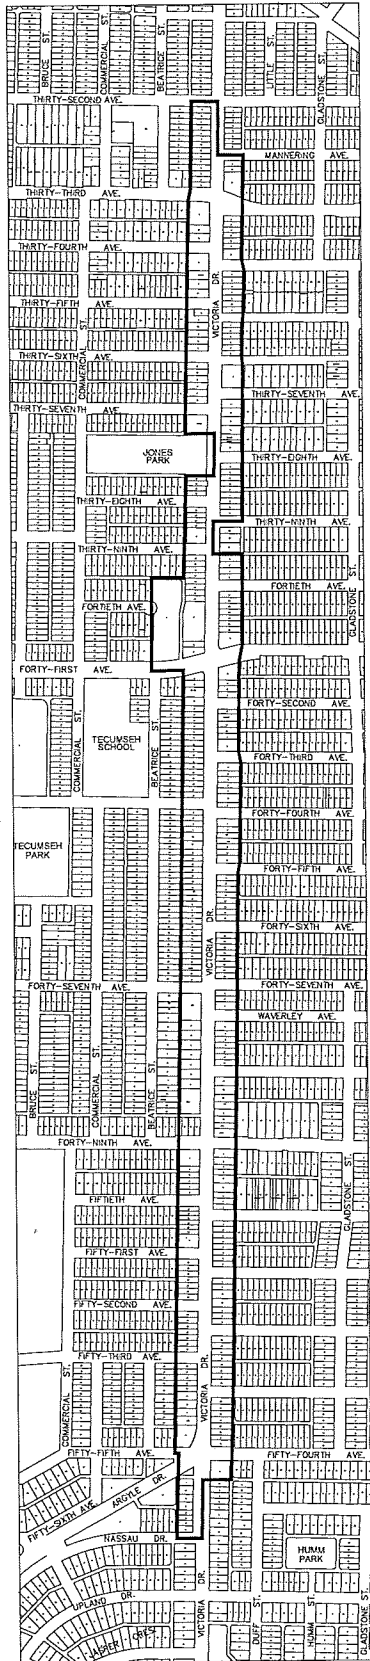 BRUCE ST.
COMMERCIAL ST.
BEATRICE ST.
LITTLE ST.
GLADSTONE ST.
THIRTY-SECOND AVE.
MANNERING AVE.
THIRTY-THIRD AVE.
THIRTY-FOURTH AVE.
VICTORIA DR.
THIRTY-FIFTH AVE.
COMMERCIAL ST.
THIRTY-SIXTH AVE.
THIRTY-SEVENTH AVE.
THIRTY-SEVENTH AVE.
JONES
PARK
THIRTY-EIGHTH AVE.
THIRTY-EIGHTH AVE.
THIRTY-NINTH AVE.
THIRTY-NINTH AVE.
FORTIETH AVE.
GLADSTONE ST.
FORTIETH AVE.
FORTY-FIRST AVE.
FORTY-SECOND AVE.
COMMERCIAL ST.
TECUMSEH
SCHOOL
BEATRICE ST.
FORTY-THIRD AVE.
FORTY-FOURTH AVE.
TECUMSEH
PARK
FORTY-FIFTH AVE.
VICTORIA DR.
FORTY-SIXTH AVE.
FORTY-SEVENTH AVE.
FORTY-SEVENTH AVE.
WAVERLEY AVE.
BRUCE ST.
COMMERCIAL ST.
BEATRICE ST.
FORTY-NINTH AVE.
GLADSTONE ST.
FIFTIETH AVE.
FIFTY-FIRST AVE.
FIFTY-SECOND AVE.
FIFTY-THIRD AVE.
COMMERCIAL ST.
VICTORIA DR.
FIFTY-FIFTH AVE.
FIFTY-FOURTH AVE.
FIFTY-SIXTH AVE.
ARGYLE DR.
NASSAU DR.
HUMM
PARK
UPLAND DR.
VICTORIA DR.
DUFF ST.
HUMM ST.
GLADSTONE ST.
JASPER CRES.